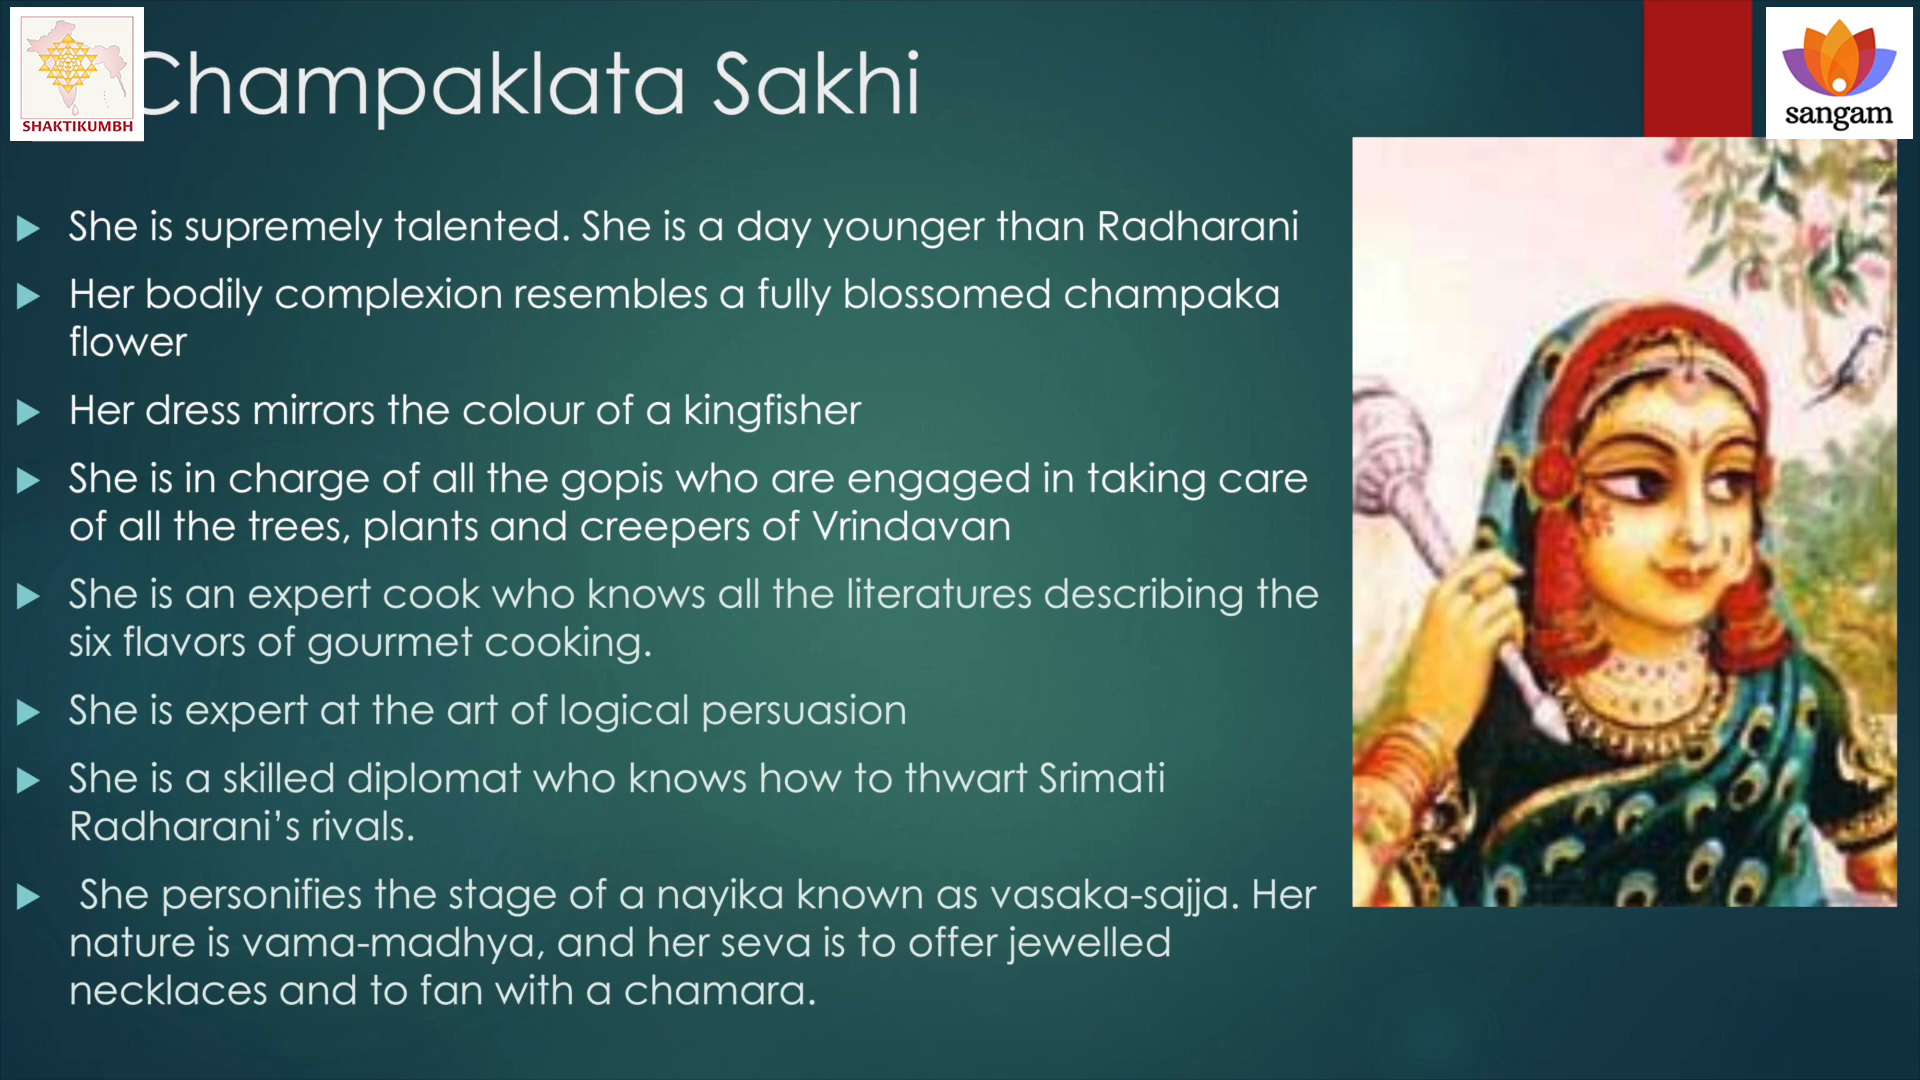 SHAKTIKUMBH
Champaklata Sakhi
sangam
She is supremely talented. She is a day younger than Radharani
Her bodily complexion resembles a fully blossomed champaka
flower
Her dress mirrors the colour of a kingfisher
She is in charge of all the gopis who are engaged in taking care
of all the trees, plants and creepers of Vrindavan
She is an expert cook who knows all the literatures describing the
six flavors of gourmet cooking.
She is expert at the art of logical persuasion
She is a skilled diplomat who knows how to thwart Srimati
Radharani’s rivals.
She personifies the stage of a nayika known as vasaka-sajja. Her
nature is vama-madhya, and her seva is to offer jewelled
necklaces and to fan with a chamara.